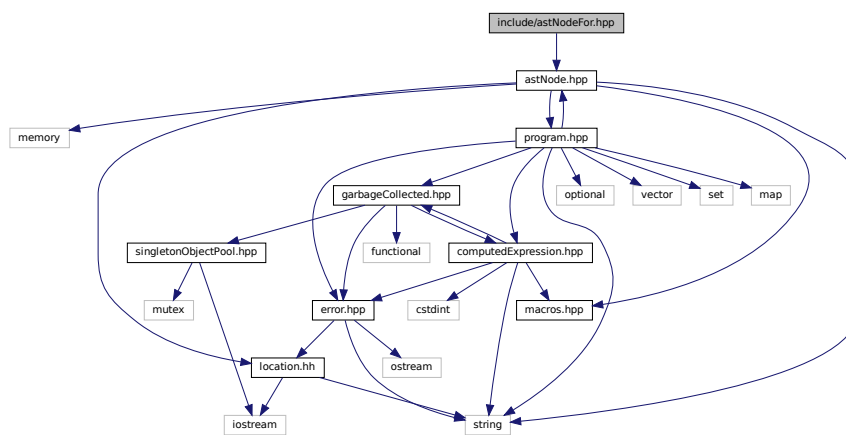 include/astNodeFor.hpp
astNode.hpp
memory
program.hpp
garbageCollected.hpp
optional
vector
set
map
singletonObjectPool.hpp
functional
computedExpression.hpp
mutex
error.hpp
cstdint
macros.hpp
location.hh
ostream
iostream
string